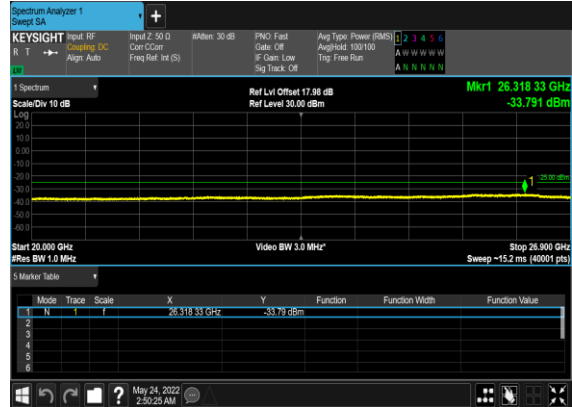 Spectrum Analyzer 1
Swept SA
+
KEYSIGHT Input: RF Input Z: 50 Ω #Atten: 30 dB PNO: Fast Avg Type: Power (RMS) 1 2 3 4 5 6
R T Coupling: DC Corr CCorr Gate: Off Avg|Hold: 100/100 A W W W W W
Align: Auto Freq Ref: Int (S) IF Gain: Low Trig: Free Run
Sig Track: Off A N N N N N
1 Spectrum Ref Lvl Offset 17.98 dB Mkr1 26.318 33 GHz
Scale/Div 10 dB Ref Level 30.00 dBm -33.791 dBm
Log
20.0
10.0
0.00
-10.0
-20.0
1 -25.00 dBm
-30.0
-40.0
-50.0
-60.0
Start 20.000 GHz Video BW 3.0 MHz* Stop 26.900 GHz
#Res BW 1.0 MHz Sweep ~15.2 ms (40001 pts)
5 Marker Table
Mode Trace Scale X Y Function Function Width Function Value
1 N 1 f 26.318 33 GHz -33.79 dBm
2
3
4
5
6
? May 24, 2022
2:50:25 AM